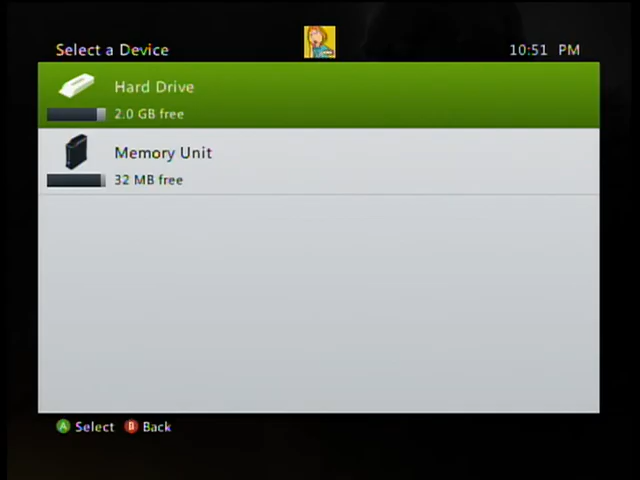 Select a Device
10:51 PM
Hard Drive
2.0 GB free
Memory Unit
32 MB free
A Select B Back